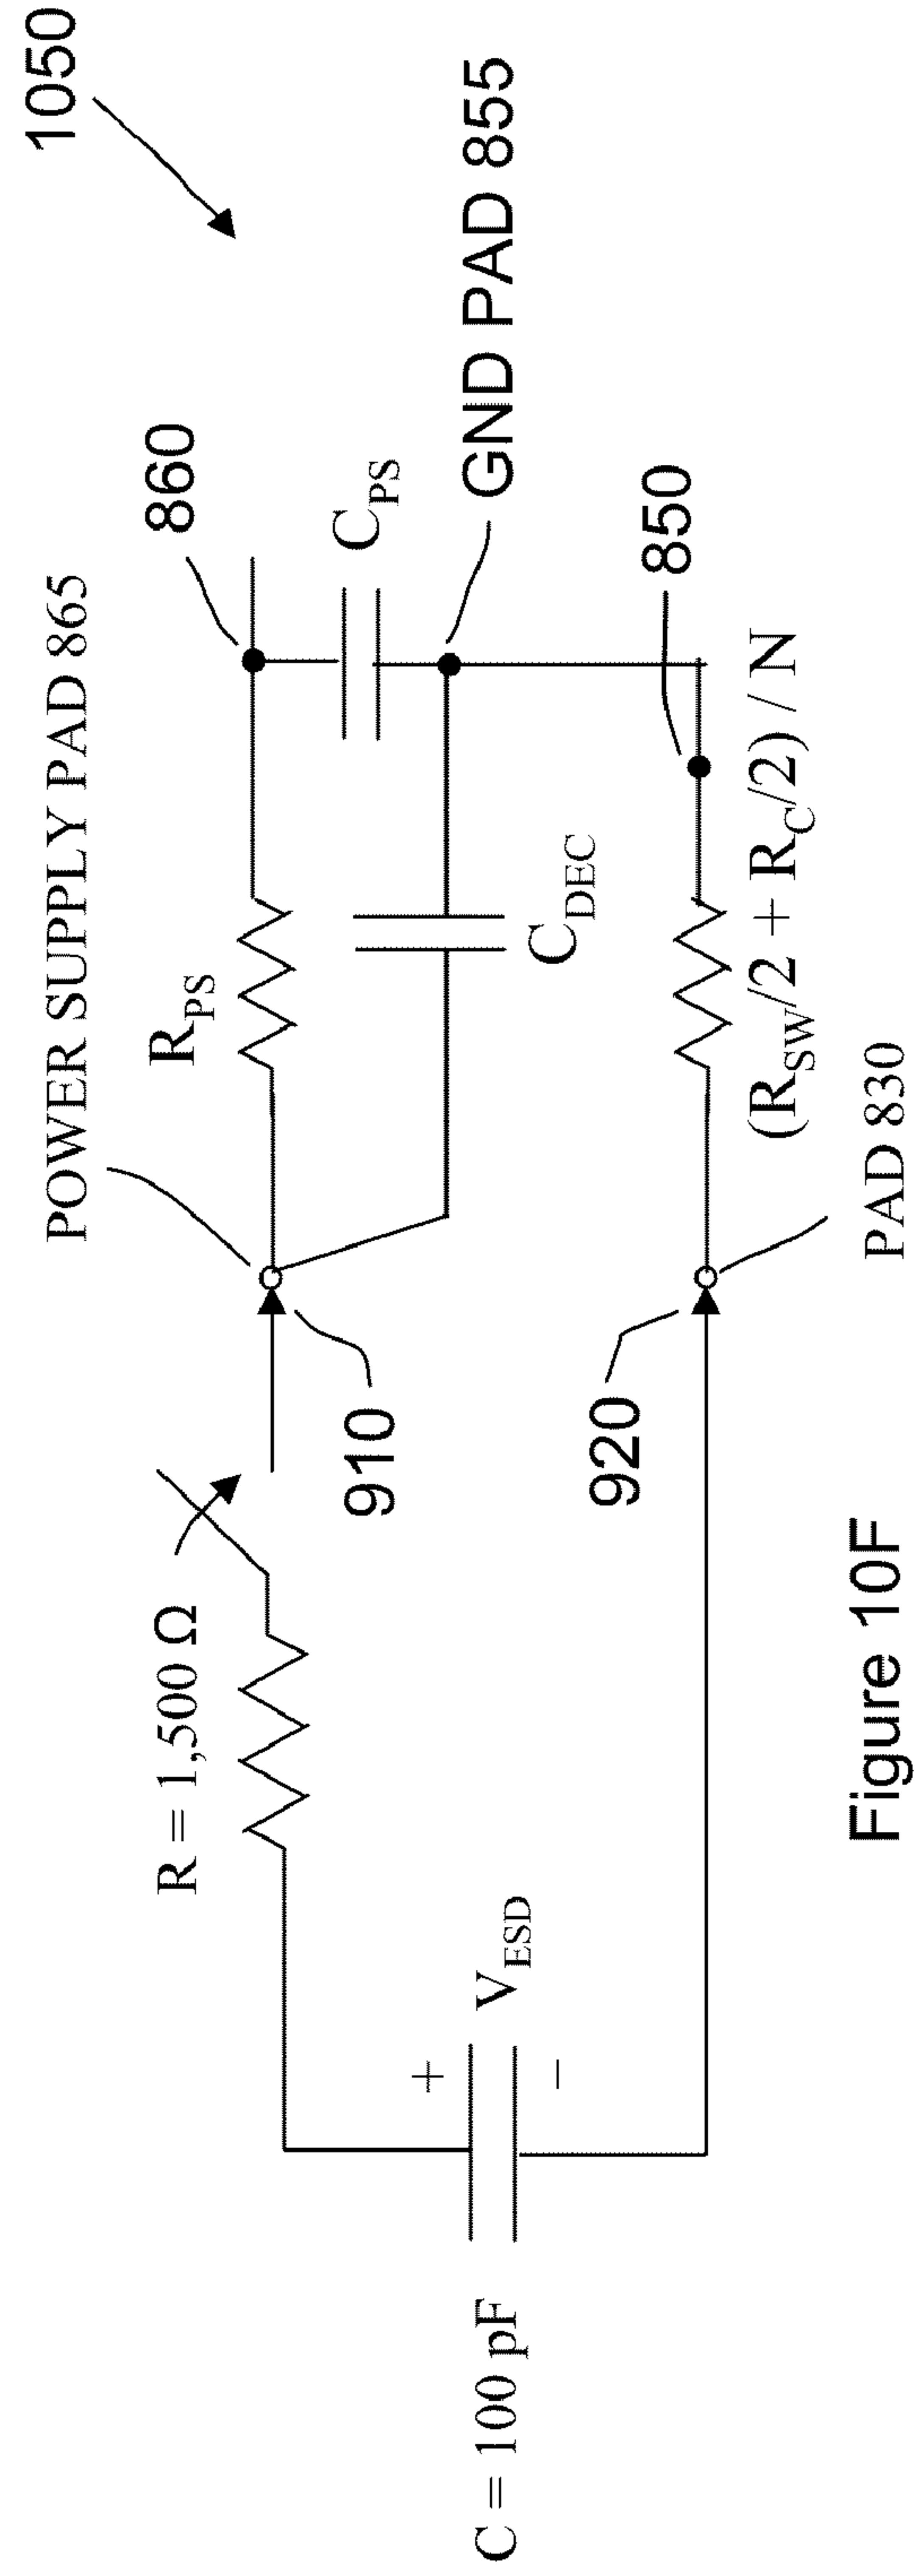 1050
POWER SUPPLY PAD 865
860
R = 1,500 Ω
R_PS
C_PS
910
GND PAD 855
+
V_ESD
−
C = 100 pF
C_DEC
920
850
(R_SW/2 + R_C/2) / N
PAD 830
Figure 10F